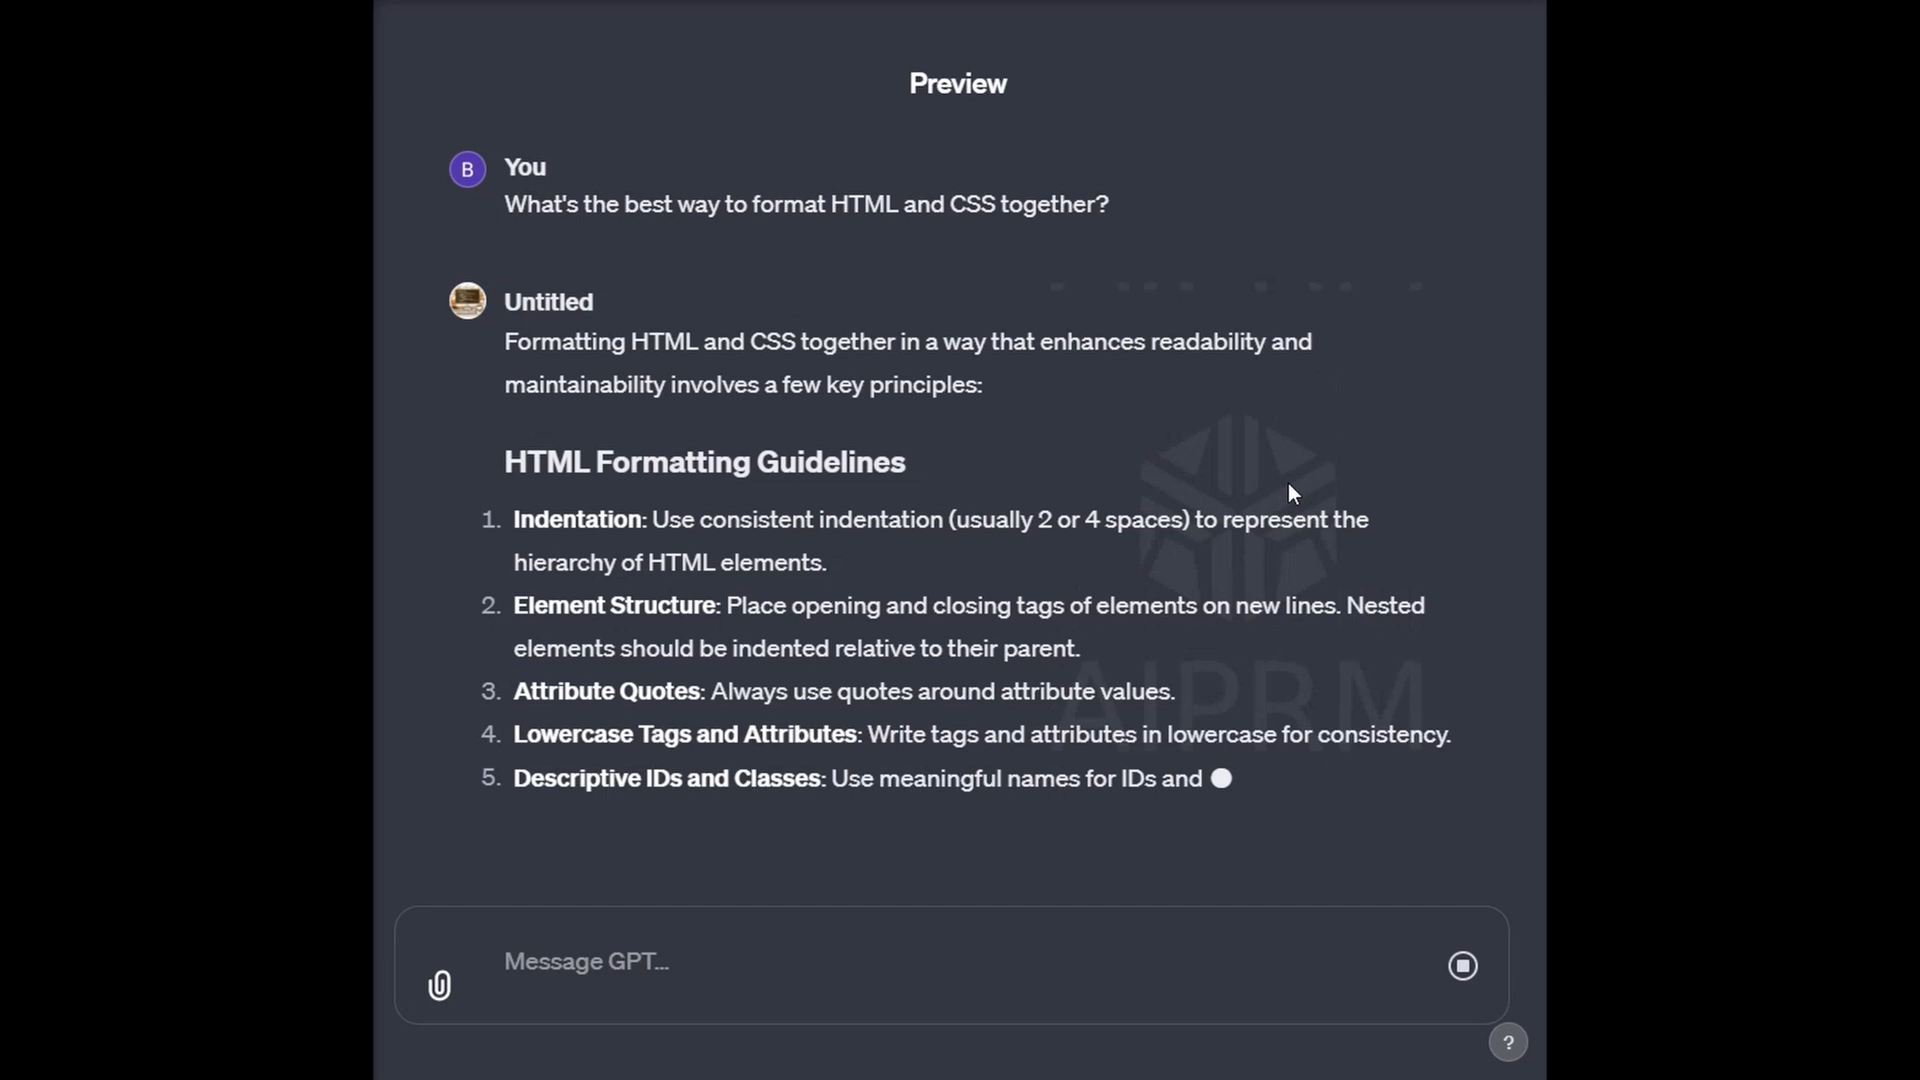 Preview
B
You
What's the best way to format HTML and CSS together?
Untitled
Formatting HTML and CSS together in a way that enhances readability and
maintainability involves a few key principles:
HTML Formatting Guidelines
1. Indentation: Use consistent indentation (usually 2 or 4 spaces) to represent the
hierarchy of HTML elements.
2. Element Structure: Place opening and closing tags of elements on new lines. Nested
elements should be indented relative to their parent.
3. Attribute Quotes: Always use quotes around attribute values.
4. Lowercase Tags and Attributes: Write tags and attributes in lowercase for consistency.
5. Descriptive IDs and Classes: Use meaningful names for IDs and
AIPRM
Message GPT...
?